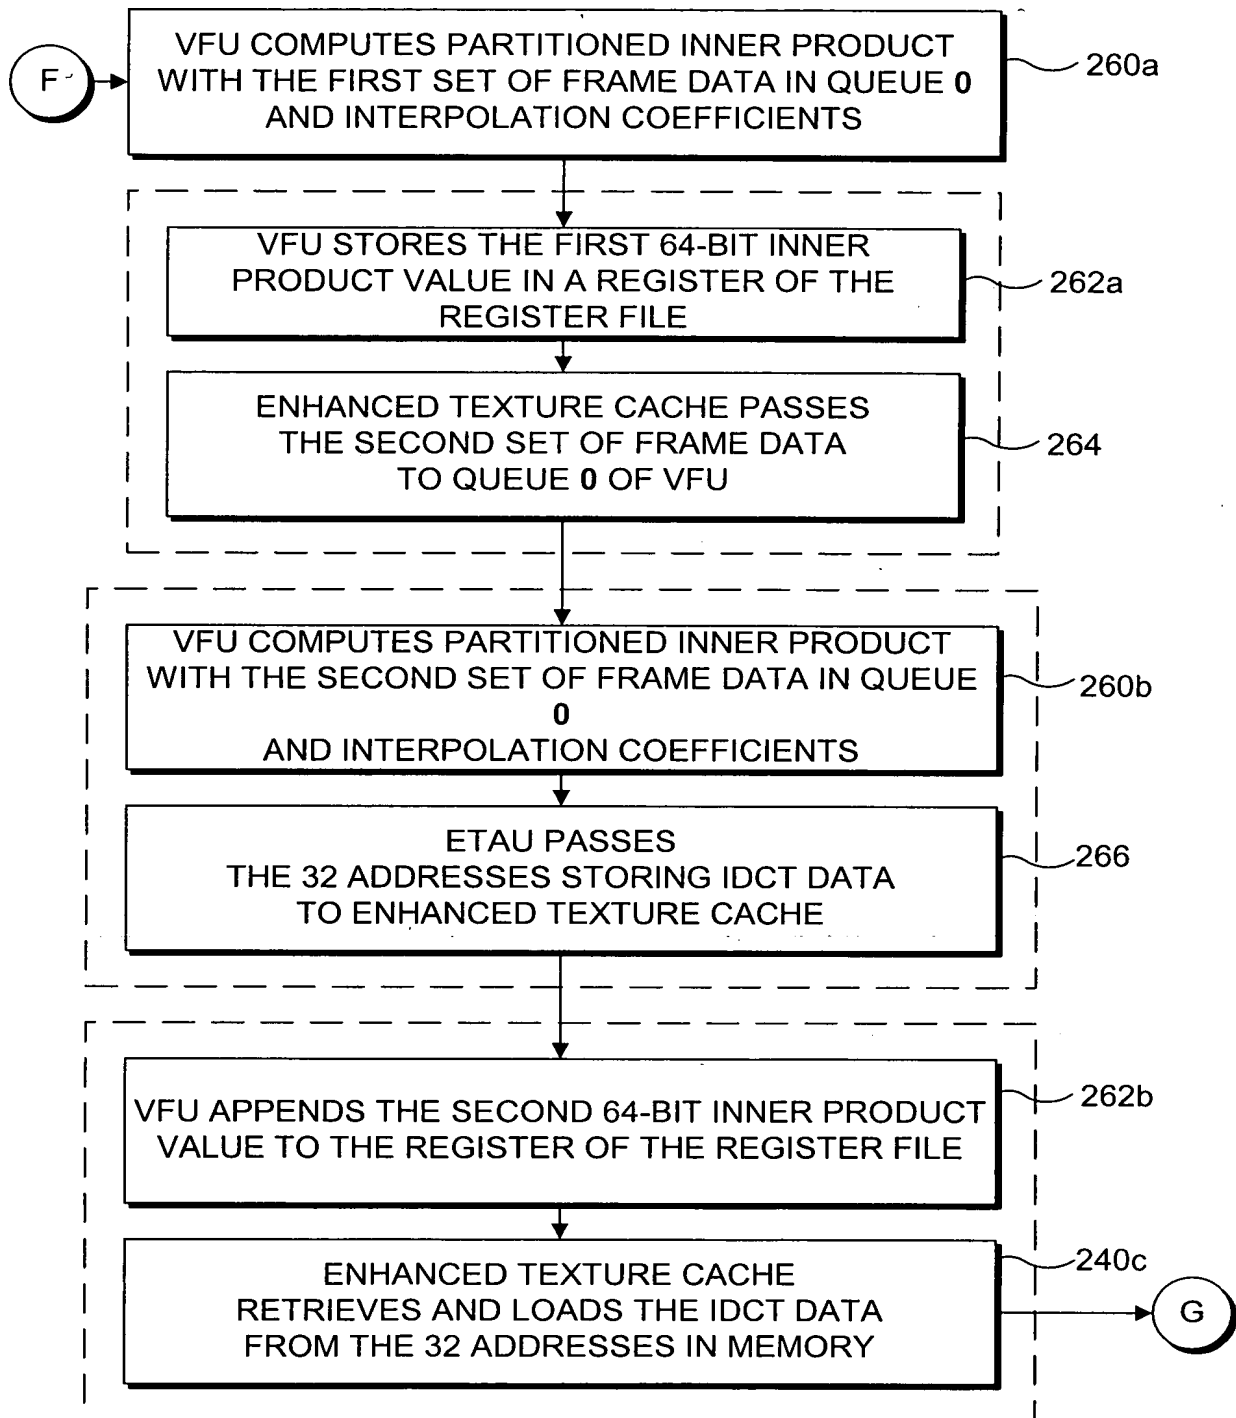 F
VFU COMPUTES PARTITIONED INNER PRODUCT
WITH THE FIRST SET OF FRAME DATA IN QUEUE 0
AND INTERPOLATION COEFFICIENTS
260a
VFU STORES THE FIRST 64-BIT INNER
PRODUCT VALUE IN A REGISTER OF THE
REGISTER FILE
262a
ENHANCED TEXTURE CACHE PASSES
THE SECOND SET OF FRAME DATA
TO QUEUE 0 OF VFU
264
VFU COMPUTES PARTITIONED INNER PRODUCT
WITH THE SECOND SET OF FRAME DATA IN QUEUE
0
AND INTERPOLATION COEFFICIENTS
260b
ETAU PASSES
THE 32 ADDRESSES STORING IDCT DATA
TO ENHANCED TEXTURE CACHE
266
VFU APPENDS THE SECOND 64-BIT INNER PRODUCT
VALUE TO THE REGISTER OF THE REGISTER FILE
262b
ENHANCED TEXTURE CACHE
RETRIEVES AND LOADS THE IDCT DATA
FROM THE 32 ADDRESSES IN MEMORY
240c
G